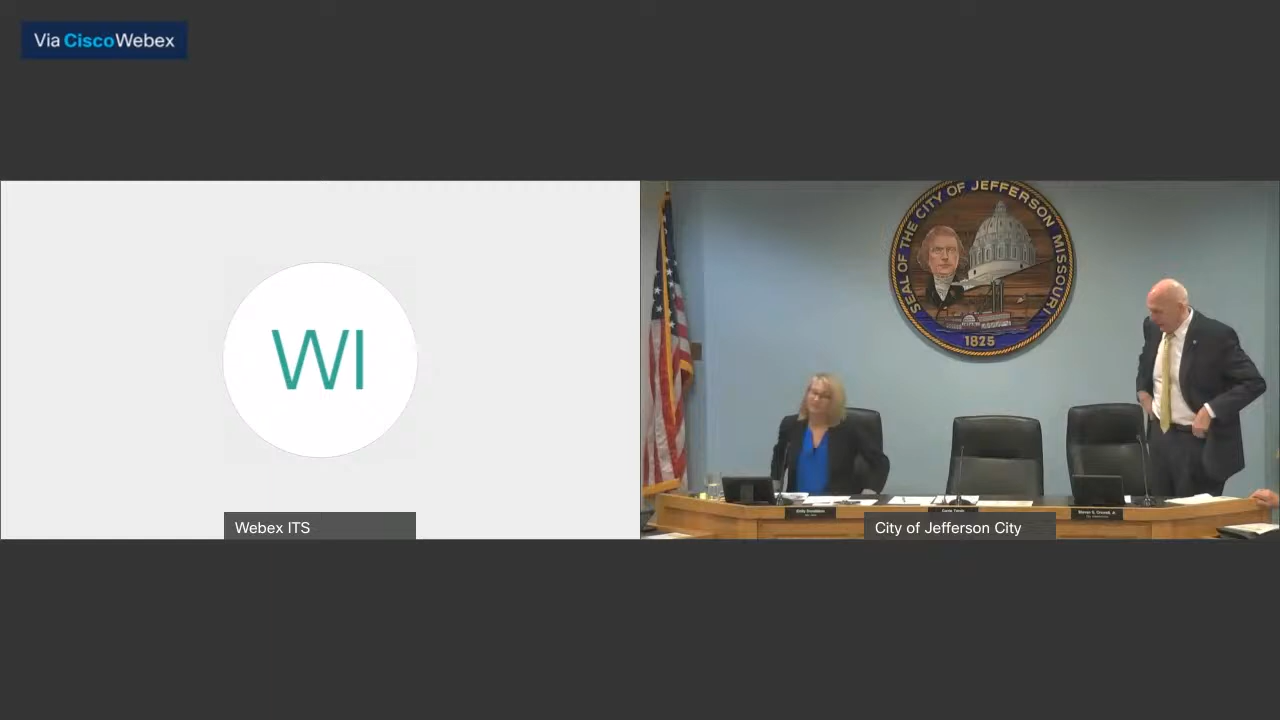 Via CiscoWebex
WI
Webex ITS
SEAL OF THE CITY OF JEFFERSON MISSOURI
1825
City of Jefferson City